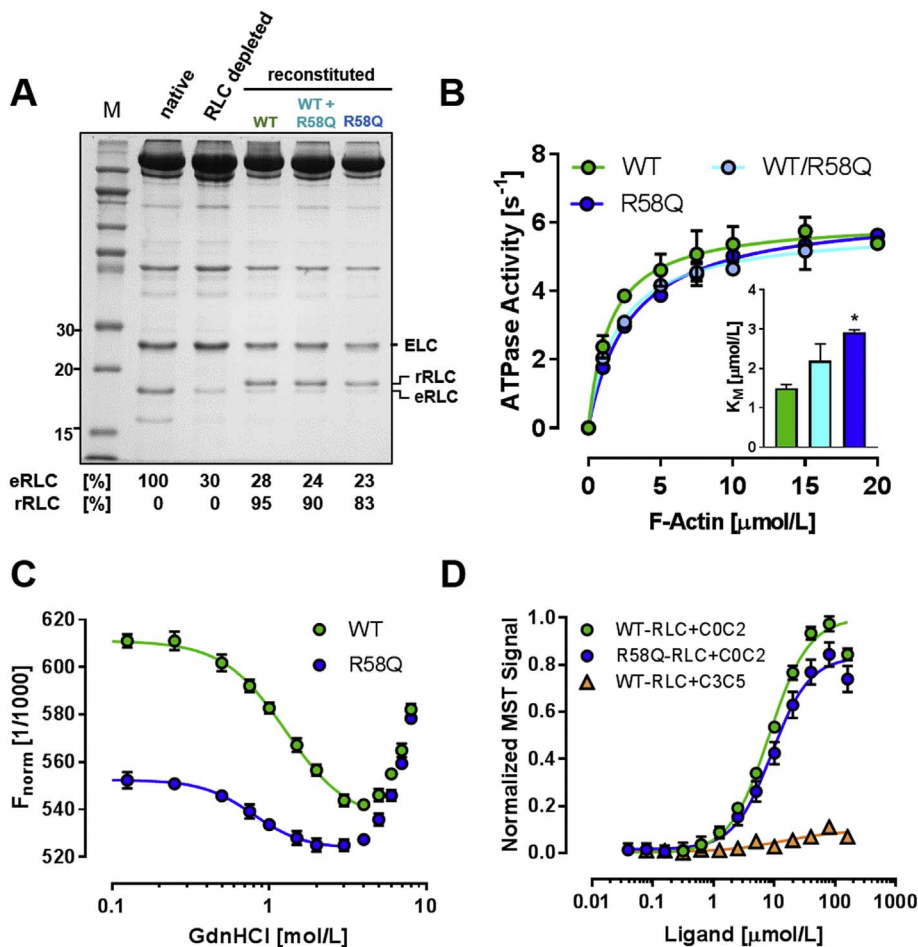 A
M
native
RLC depleted
reconstituted
WT
WT +
R58Q
R58Q
30
20
15
ELC
rRLC
eRLC
eRLC [%] 100 30 28 24 23
rRLC [%] 0 0 95 90 83
B
ATPase Activity [s⁻¹]
8
6
4
2
0
WT
WT/R58Q
R58Q
K_M [µmol/L]
3
2
1
0
*
0 5 10 15 20
F-Actin [µmol/L]
C
F_norm [1/1000]
620
600
580
560
540
520
WT
R58Q
0.1 1 10
GdnHCl [mol/L]
D
Normalized MST Signal
1.0
0.8
0.6
0.4
0.2
0.0
WT-RLC+C0C2
R58Q-RLC+C0C2
WT-RLC+C3C5
0.01 0.1 1 10 100 1000
Ligand [µmol/L]